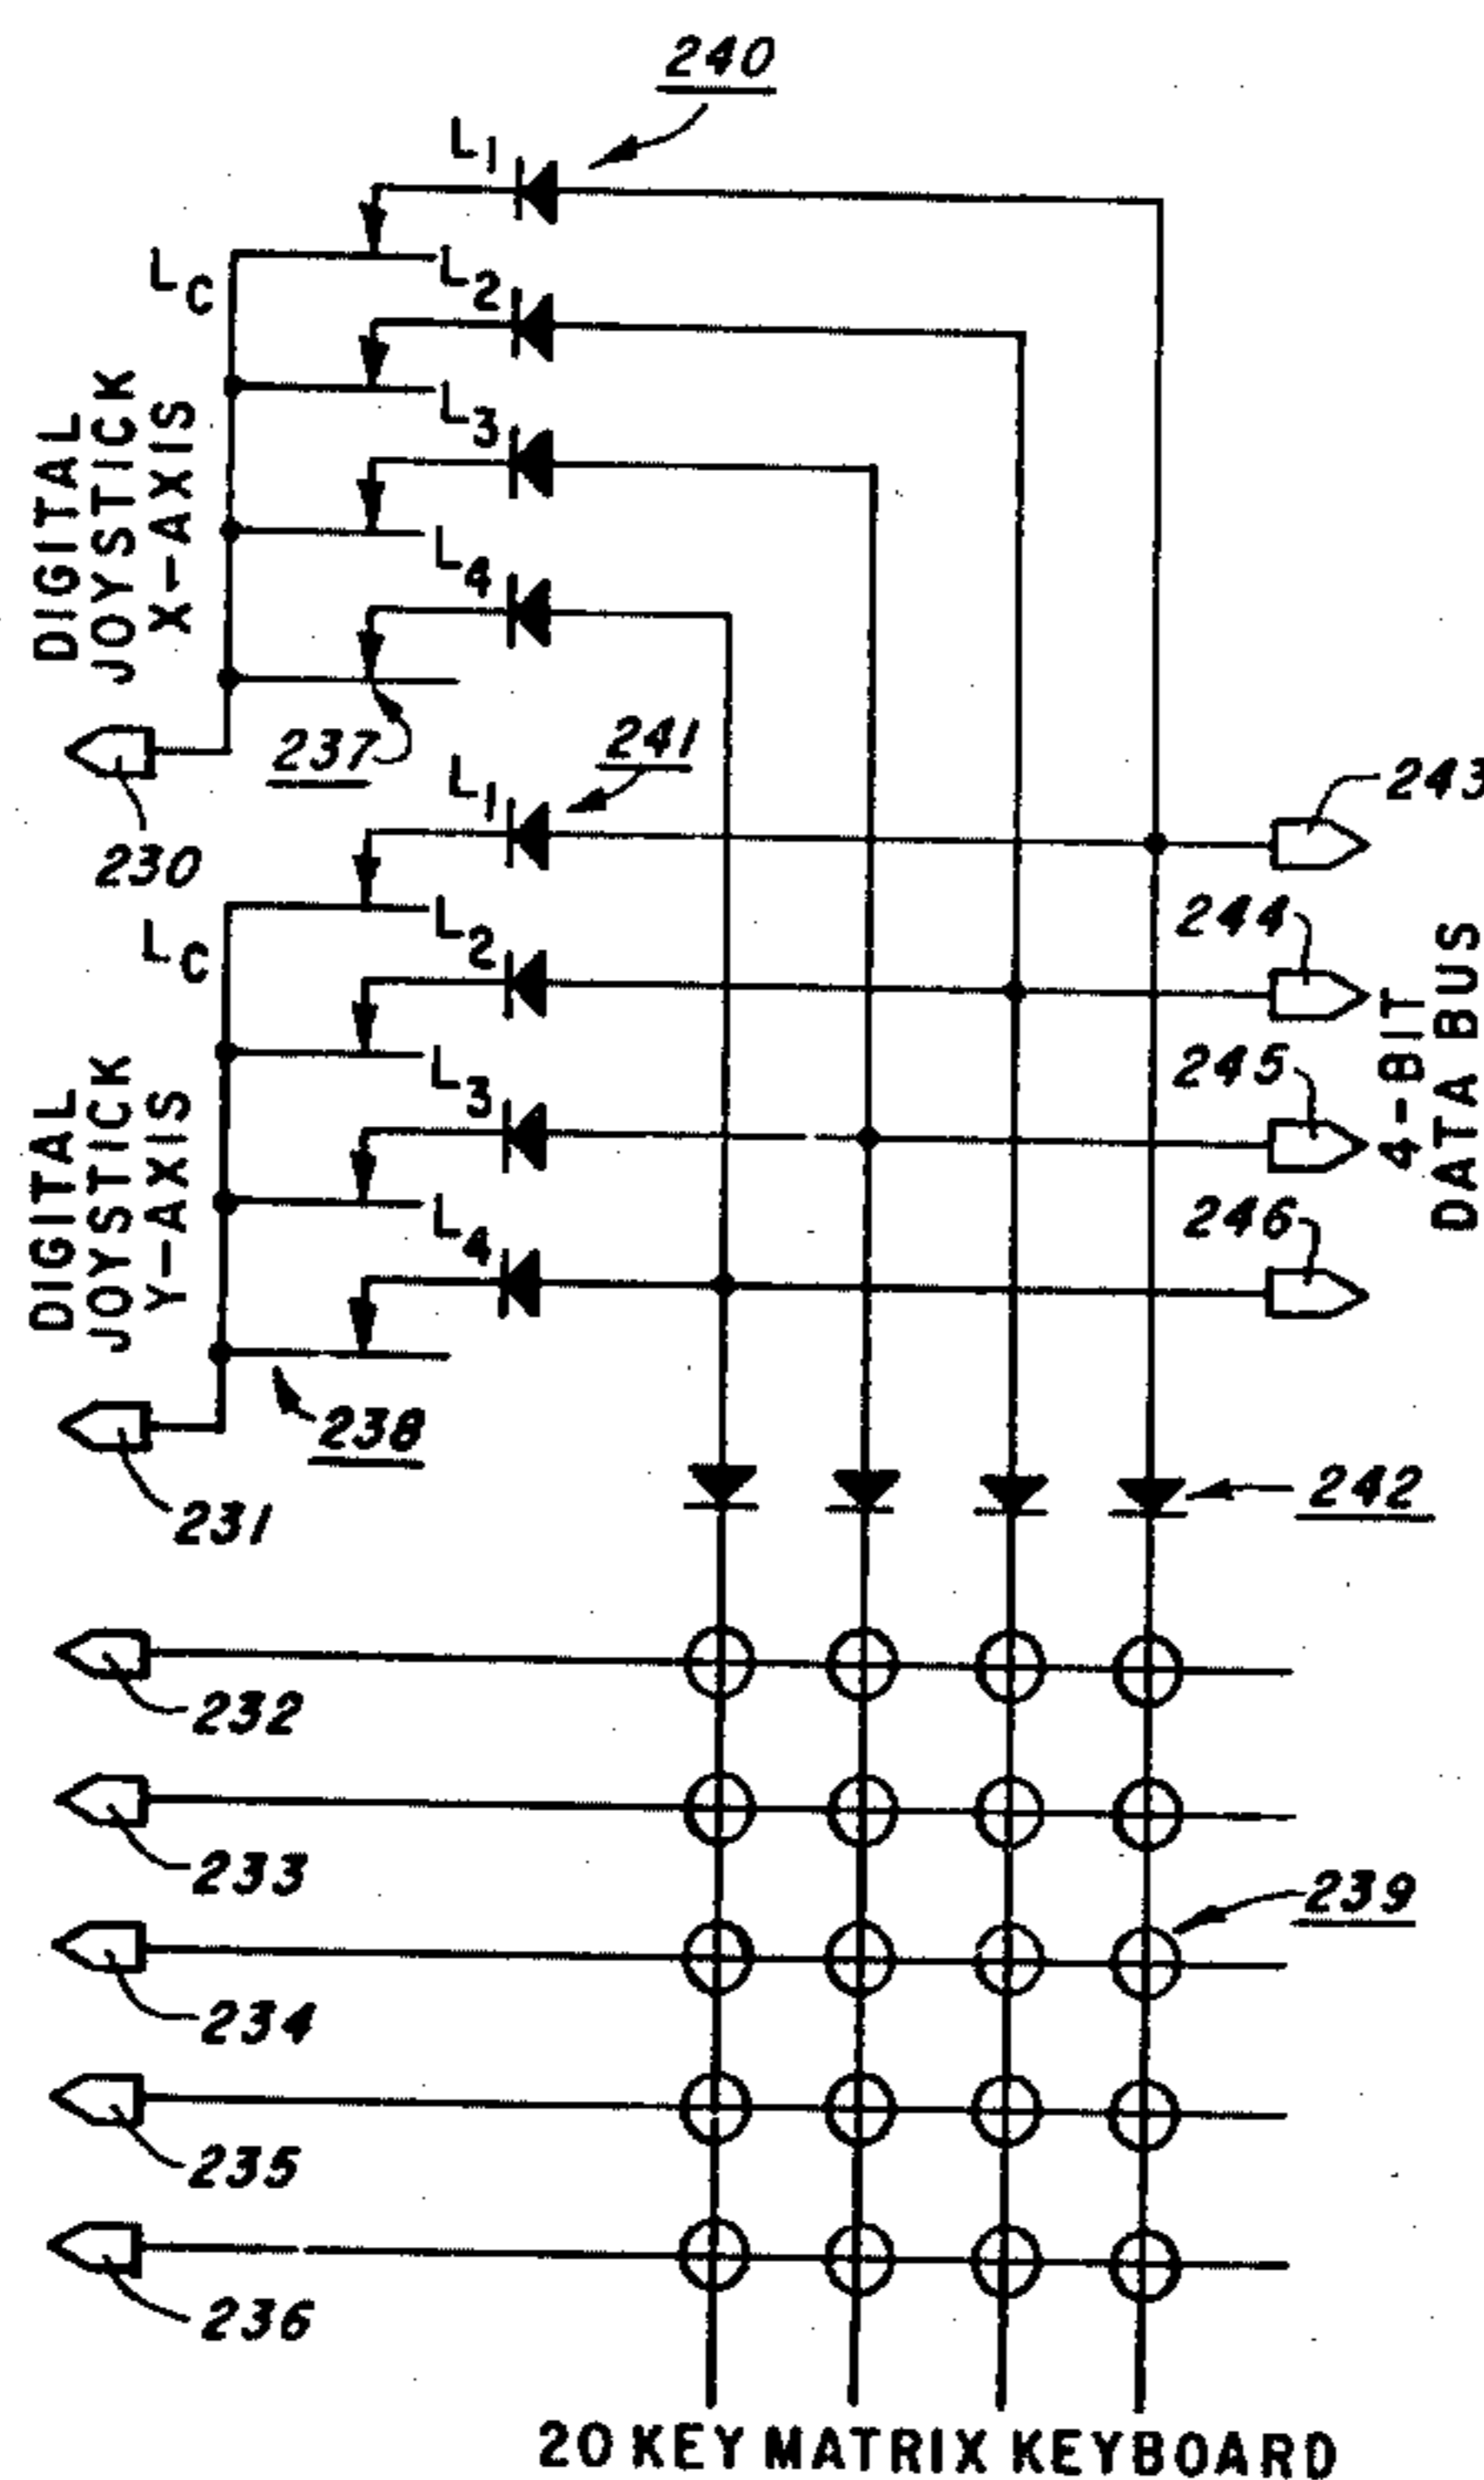 240
L1
LC
L2
L3
L4
DIGITAL
JOYSTICK
X-AXIS
237
230
241
L1
LC
L2
L3
L4
DIGITAL
JOYSTICK
Y-AXIS
238
231
243
244
245
246
4-BIT
DATA BUS
242
232
233
239
234
235
236
20 KEY MATRIX KEYBOARD